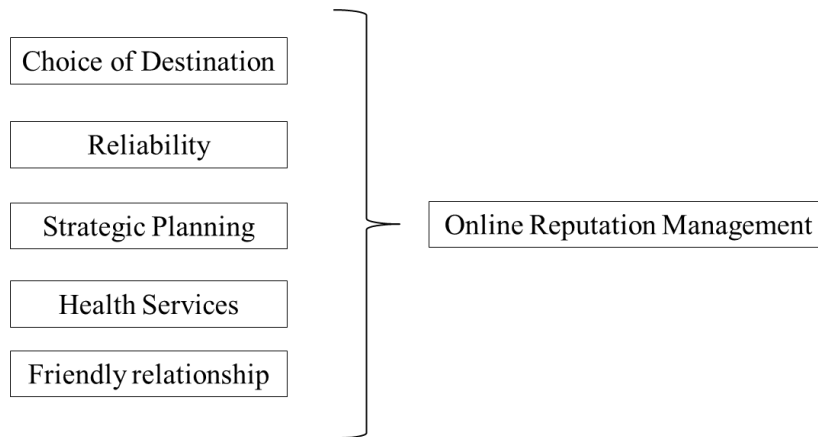 Choice of Destination
Reliability
Strategic Planning
Online Reputation Management
Health Services
Friendly relationship